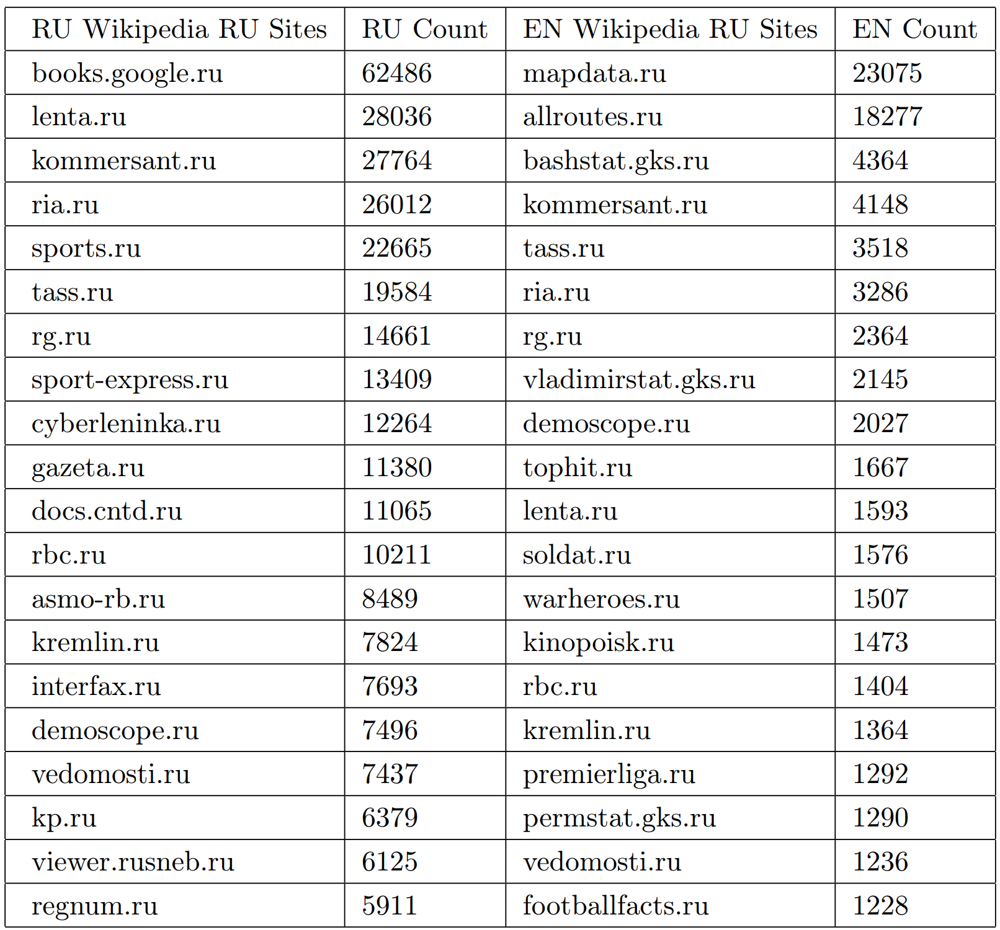 RU Wikipedia RU Sites RU Count EN Wikipedia RU Sites EN Count
books.google.ru 62486 mapdata.ru 23075
lenta.ru 28036 allroutes.ru 18277
kommersant.ru 27764 bashstat.gks.ru 4364
ria.ru 26012 kommersant.ru 4148
sports.ru 22665 tass.ru 3518
tass.ru 19584 ria.ru 3286
rg.ru 14661 rg.ru 2364
sport-express.ru 13409 vladimirstat.gks.ru 2145
cyberleninka.ru 12264 demoscope.ru 2027
gazeta.ru 11380 tophit.ru 1667
docs.cntd.ru 11065 lenta.ru 1593
rbc.ru 10211 soldat.ru 1576
asmo-rb.ru 8489 warheroes.ru 1507
kremlin.ru 7824 kinopoisk.ru 1473
interfax.ru 7693 rbc.ru 1404
demoscope.ru 7496 kremlin.ru 1364
vedomosti.ru 7437 premierliga.ru 1292
kp.ru 6379 permstat.gks.ru 1290
viewer.rusneb.ru 6125 vedomosti.ru 1236
regnum.ru 5911 footballfacts.ru 1228